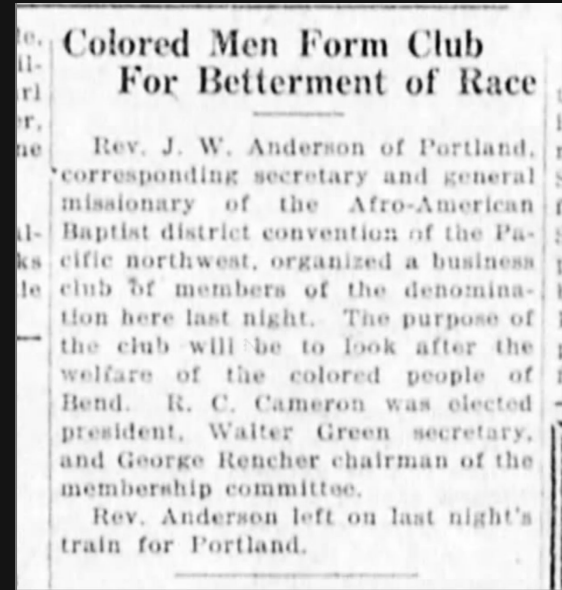 Colored Men Form Club
For Betterment of Race
Rev. J. W. Anderson of Portland,
corresponding secretary and general
missionary of the Afro-American
Baptist district convention of the Pa-
cific northwest, organized a business
club of members of the denomina-
tion here last night. The purpose of
the club will be to look after the
welfare of the colored people of
Bend. R. C. Cameron was elected
president, Walter Green secretary,
and George Rencher chairman of the
membership committee.
Rev. Anderson left on last night's
train for Portland.